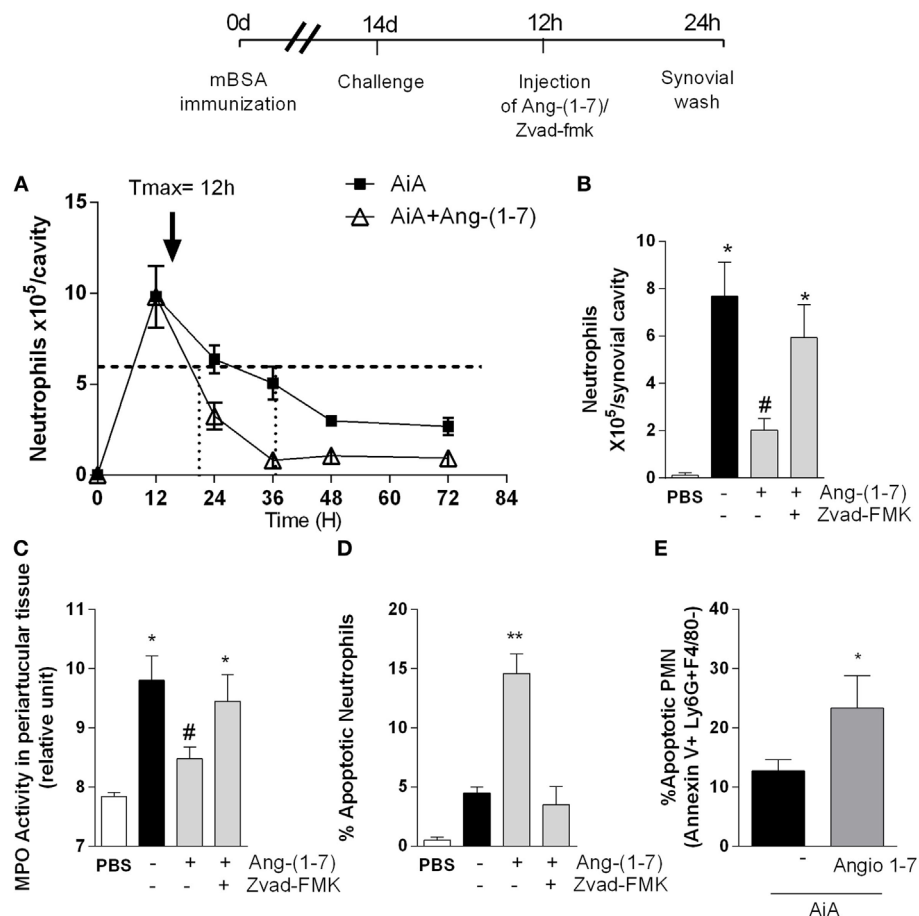 0d 14d 12h 24h
mBSA immunization
Challenge
Injection of Ang-(1-7)/ Zvad-fmk
Synovial wash
A
Tmax= 12h
AiA
AiA+Ang-(1-7)
Neutrophils x10⁵/cavity
15
10
5
0
0 12 24 36 48 60 72 84
Time (H)
B
Neutrophils
X10⁵/synovial cavity
10
8
6
4
2
0
* # *
PBS - + + Ang-(1-7)
- - + Zvad-FMK
C
MPO Activity in periartucular tissue
(relative unit)
11
10
9
8
7
* # *
PBS - + + Ang-(1-7)
- - + Zvad-FMK
D
% Apoptotic Neutrophils
20
15
10
5
0
**
PBS - + + Ang-(1-7)
- - + Zvad-FMK
E
%Apoptotic PMN
(Annexin V+ Ly6G+F4/80-)
40
30
20
10
0
*
- Angio 1-7
AiA